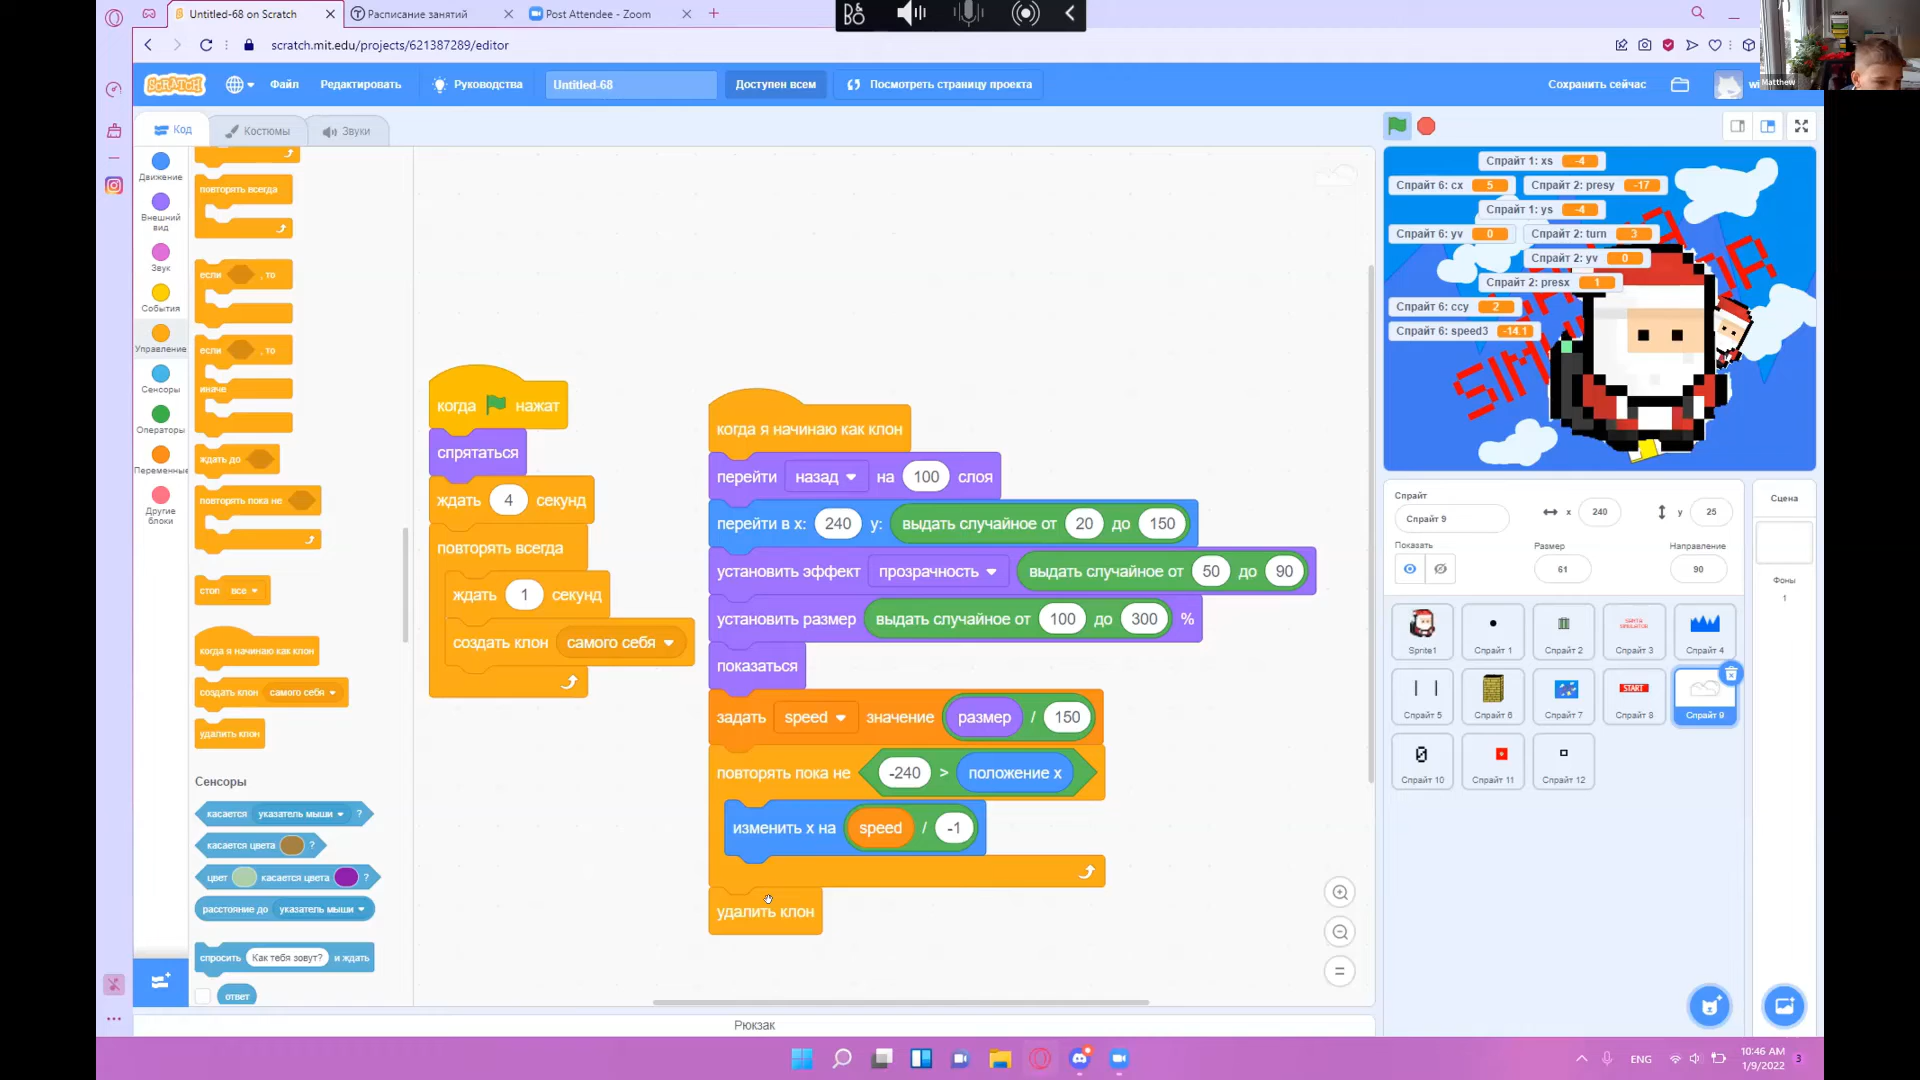 Untitled-68 on Scratch
Расписание занятий
Post Attendee - Zoom
scratch.mit.edu/projects/621387289/editor
Matthew
SCRATCH
Файл
Редактировать
Руководства
Untitled-68
Доступен всем
Посмотреть страницу проекта
Сохранить сейчас
Код
Костюмы
Звуки
Движение
Внешний вид
Звук
События
Управление
Сенсоры
Операторы
Переменные
Другие блоки
повторять всегда
если , то
если , то
иначе
ждать до
повторять пока не
стоп все
когда я начинаю как клон
создать клон самого себя
удалить клон
Сенсоры
касается указатель мыши ?
касается цвета ?
цвет касается цвета ?
расстояние до указатель мыши
спросить Как тебя зовут? и ждать
ответ
когда нажат
спрятаться
ждать 4 секунд
повторять всегда
ждать 1 секунд
создать клон самого себя
когда я начинаю как клон
перейти назад на 100 слоя
перейти в x: 240 y: выдать случайное от 20 до 150
установить эффект прозрачность выдать случайное от 50 до 90
установить размер выдать случайное от 100 до 300 %
показаться
задать speed значение размер / 150
повторять пока не -240 > положение x
изменить x на speed / -1
удалить клон
Рюкзак
Спрайт 1: xs -4
Спрайт 6: cx 5
Спрайт 2: presy -17
Спрайт 1: ys -4
Спрайт 6: yv 0
Спрайт 2: turn 3
Спрайт 2: yv 0
Спрайт 2: presx 1
Спрайт 6: ccy 2
Спрайт 6: speed3 -14.1
Спрайт
Спрайт 9
x 240
y 25
Показать
Размер
61
Направление
90
Сцена
Фоны
1
Sprite1
Спрайт 1
Спрайт 2
SANTA SIMULATOR
Спрайт 3
Спрайт 4
Спрайт 5
Спрайт 6
Спрайт 7
START
Спрайт 8
Спрайт 9
0
Спрайт 10
Спрайт 11
Спрайт 12
ENG
10:46 AM
1/9/2022
3